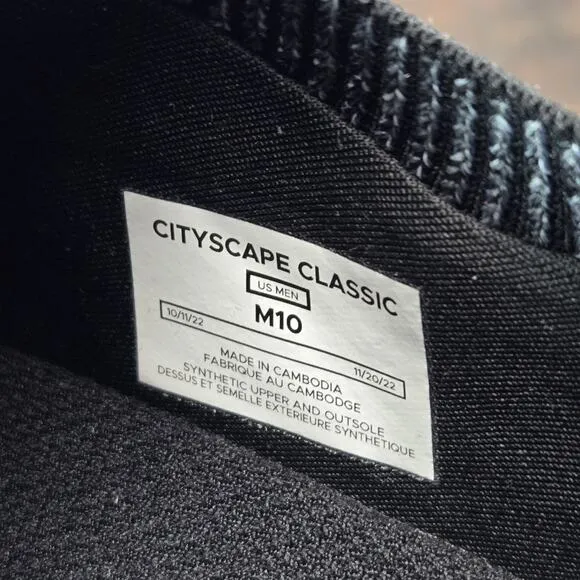 CITYSCAPE CLASSIC
US MEN
M10
10/11/22 11/20/22
MADE IN CAMBODIA
FABRIQUE AU CAMBODGE
SYNTHETIC UPPER AND OUTSOLE
DESSUS ET SEMELLE EXTERIEURE SYNTHETIQUE